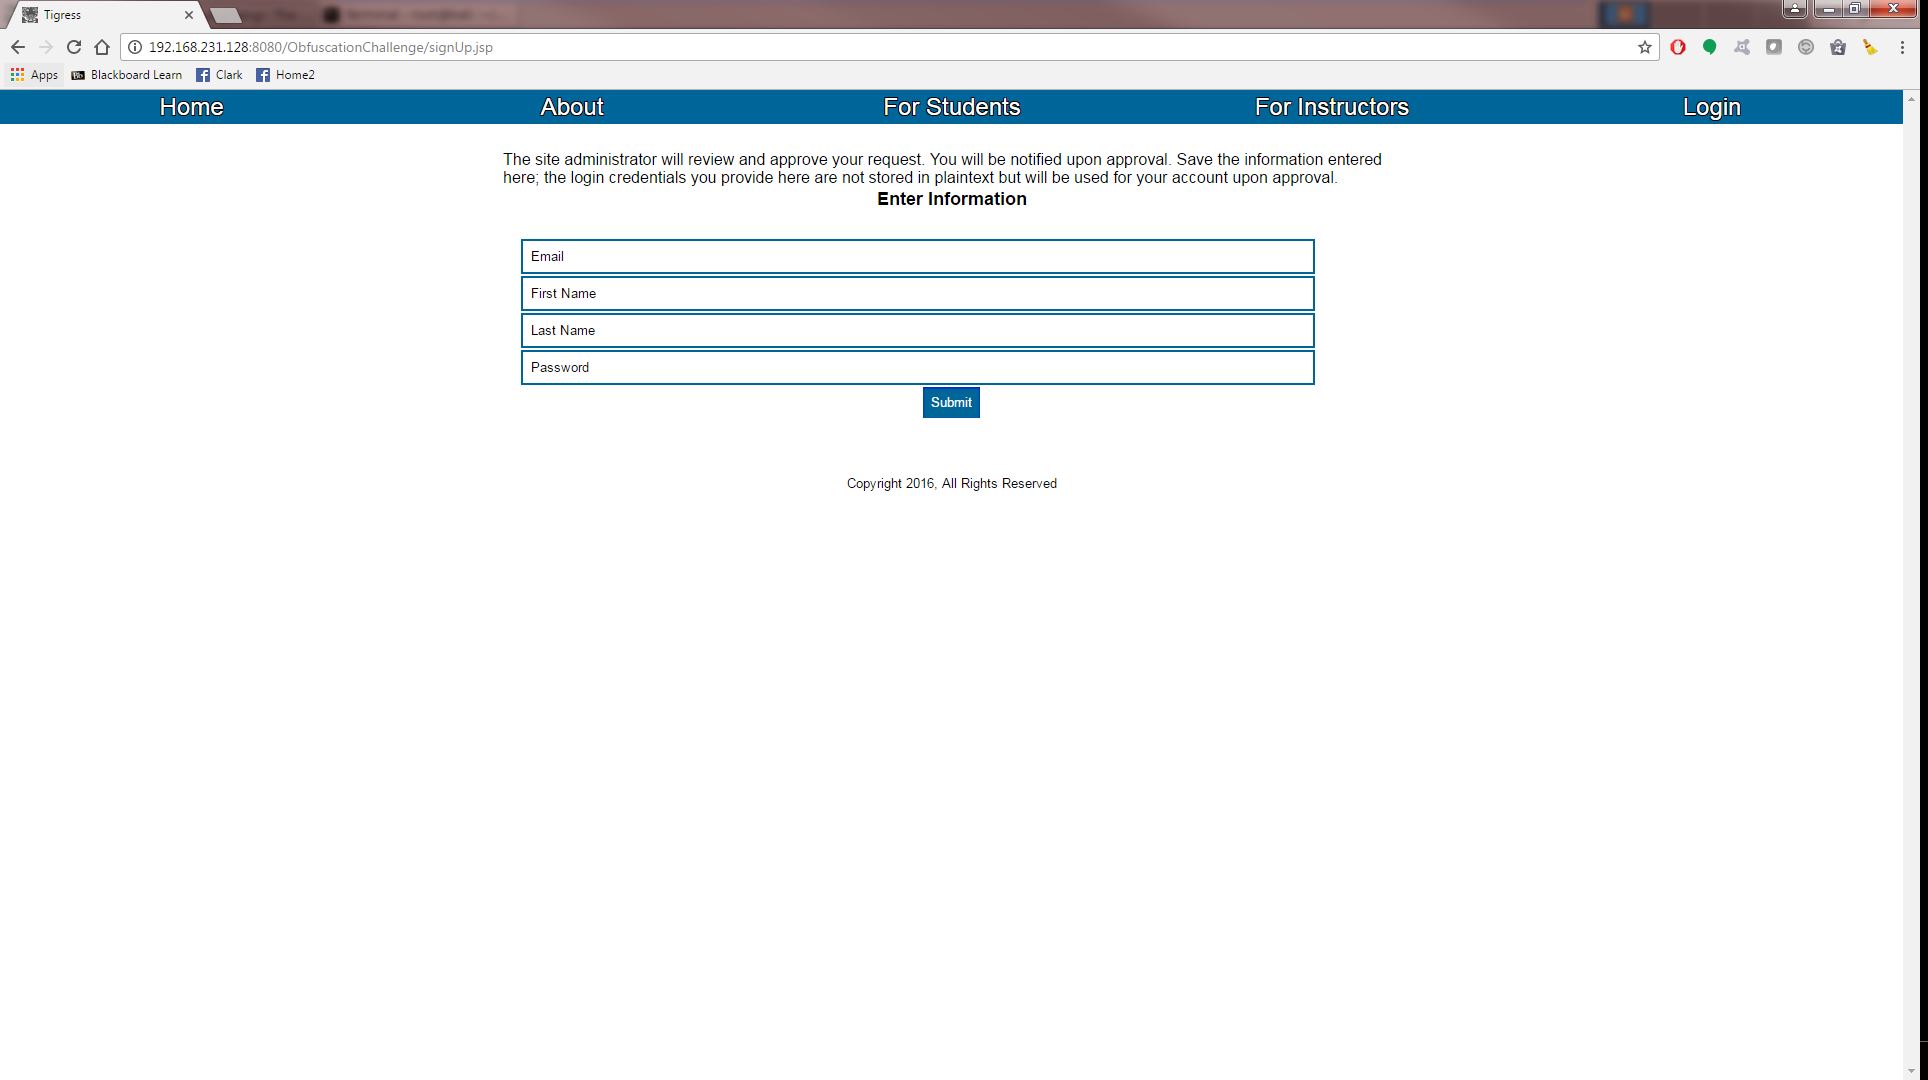 Tigress
192.168.231.128:8080/ObfuscationChallenge/signUp.jsp
Apps Blackboard Learn Clark Home2
Home About For Students For Instructors Login
The site administrator will review and approve your request. You will be notified upon approval. Save the information entered
here; the login credentials you provide here are not stored in plaintext but will be used for your account upon approval.
Enter Information
Email
First Name
Last Name
Password
Submit
Copyright 2016, All Rights Reserved